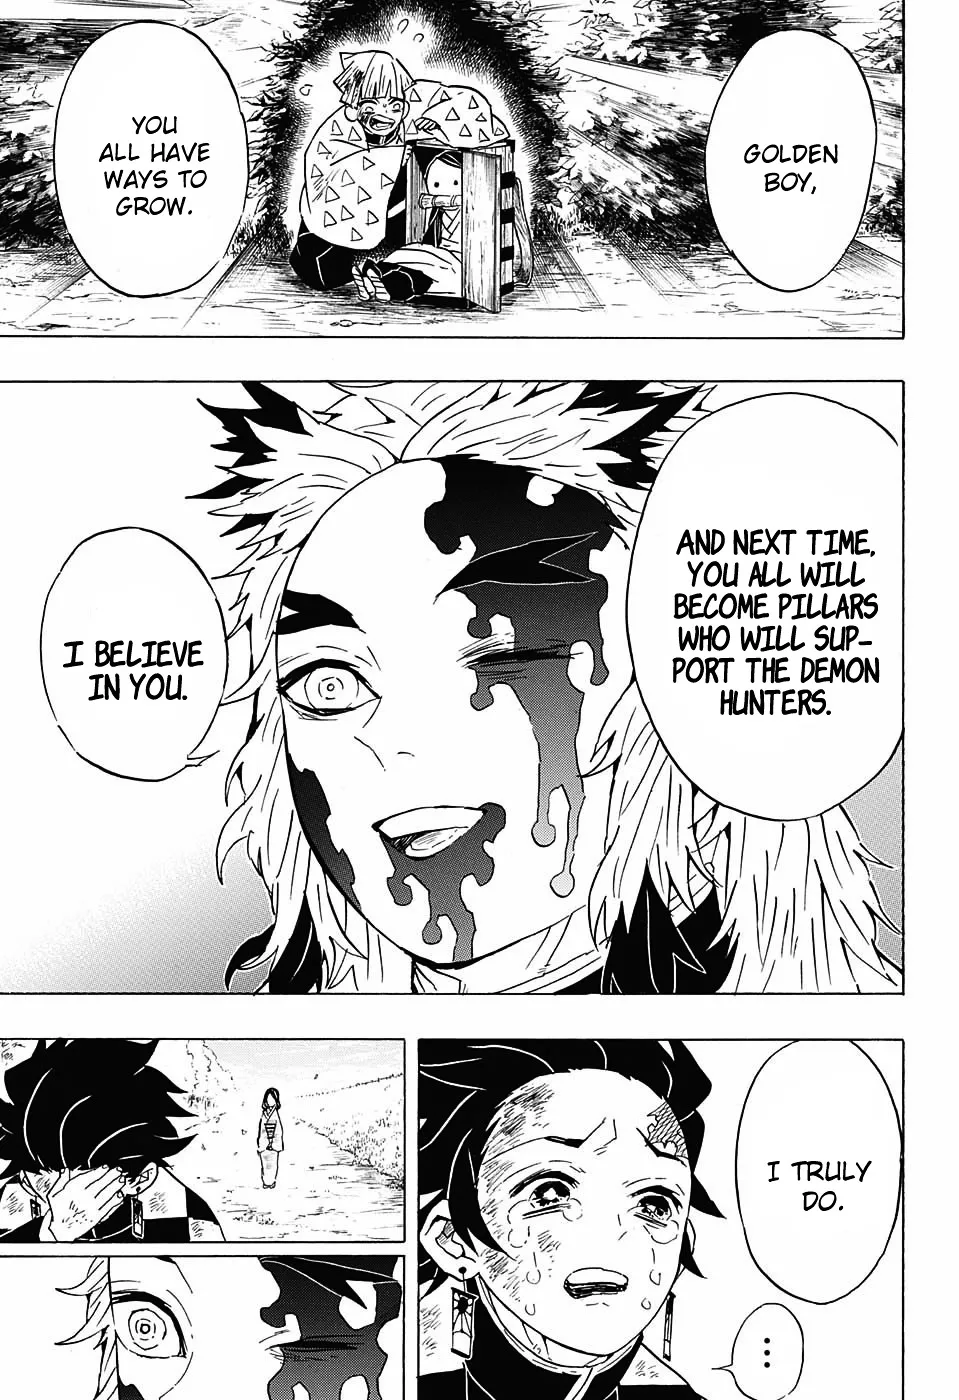 GOLDEN
BOY,
YOU
ALL HAVE
WAYS TO
GROW.
AND NEXT TIME,
YOU ALL WILL
BECOME PILLARS
WHO WILL SUP-
PORT THE DEMON
HUNTERS.
I BELIEVE
IN YOU.
I TRULY
DO.
...